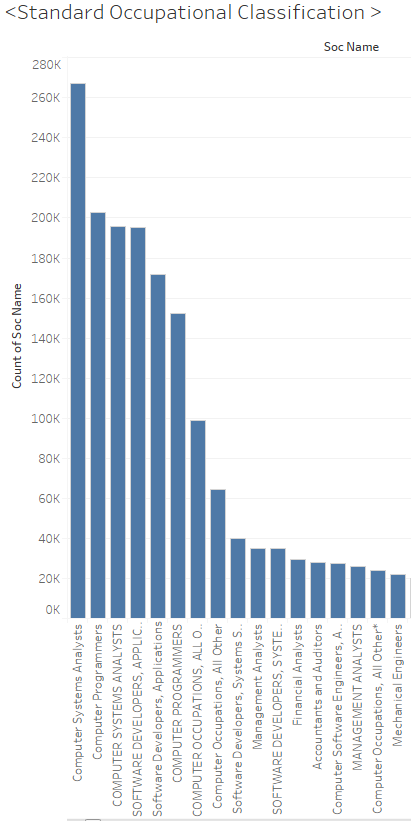 <Standard Occupational Classification >
Soc Name
280K
260K
240K
220K
200K
180K
160K
140K
120K
100K
80K
60K
40K
20K
0K
Count of Soc Name
Computer Systems Analysts
Computer Programmers
COMPUTER SYSTEMS ANALYSTS
SOFTWARE DEVELOPERS, APPLIC..
Software Developers, Applications
COMPUTER PROGRAMMERS
COMPUTER OCCUPATIONS, ALL O..
Computer Occupations, All Other
Software Developers, Systems S..
Management Analysts
SOFTWARE DEVELOPERS, SYSTE..
Financial Analysts
Accountants and Auditors
Computer Software Engineers, A..
MANAGEMENT ANALYSTS
Computer Occupations, All Other*
Mechanical Engineers